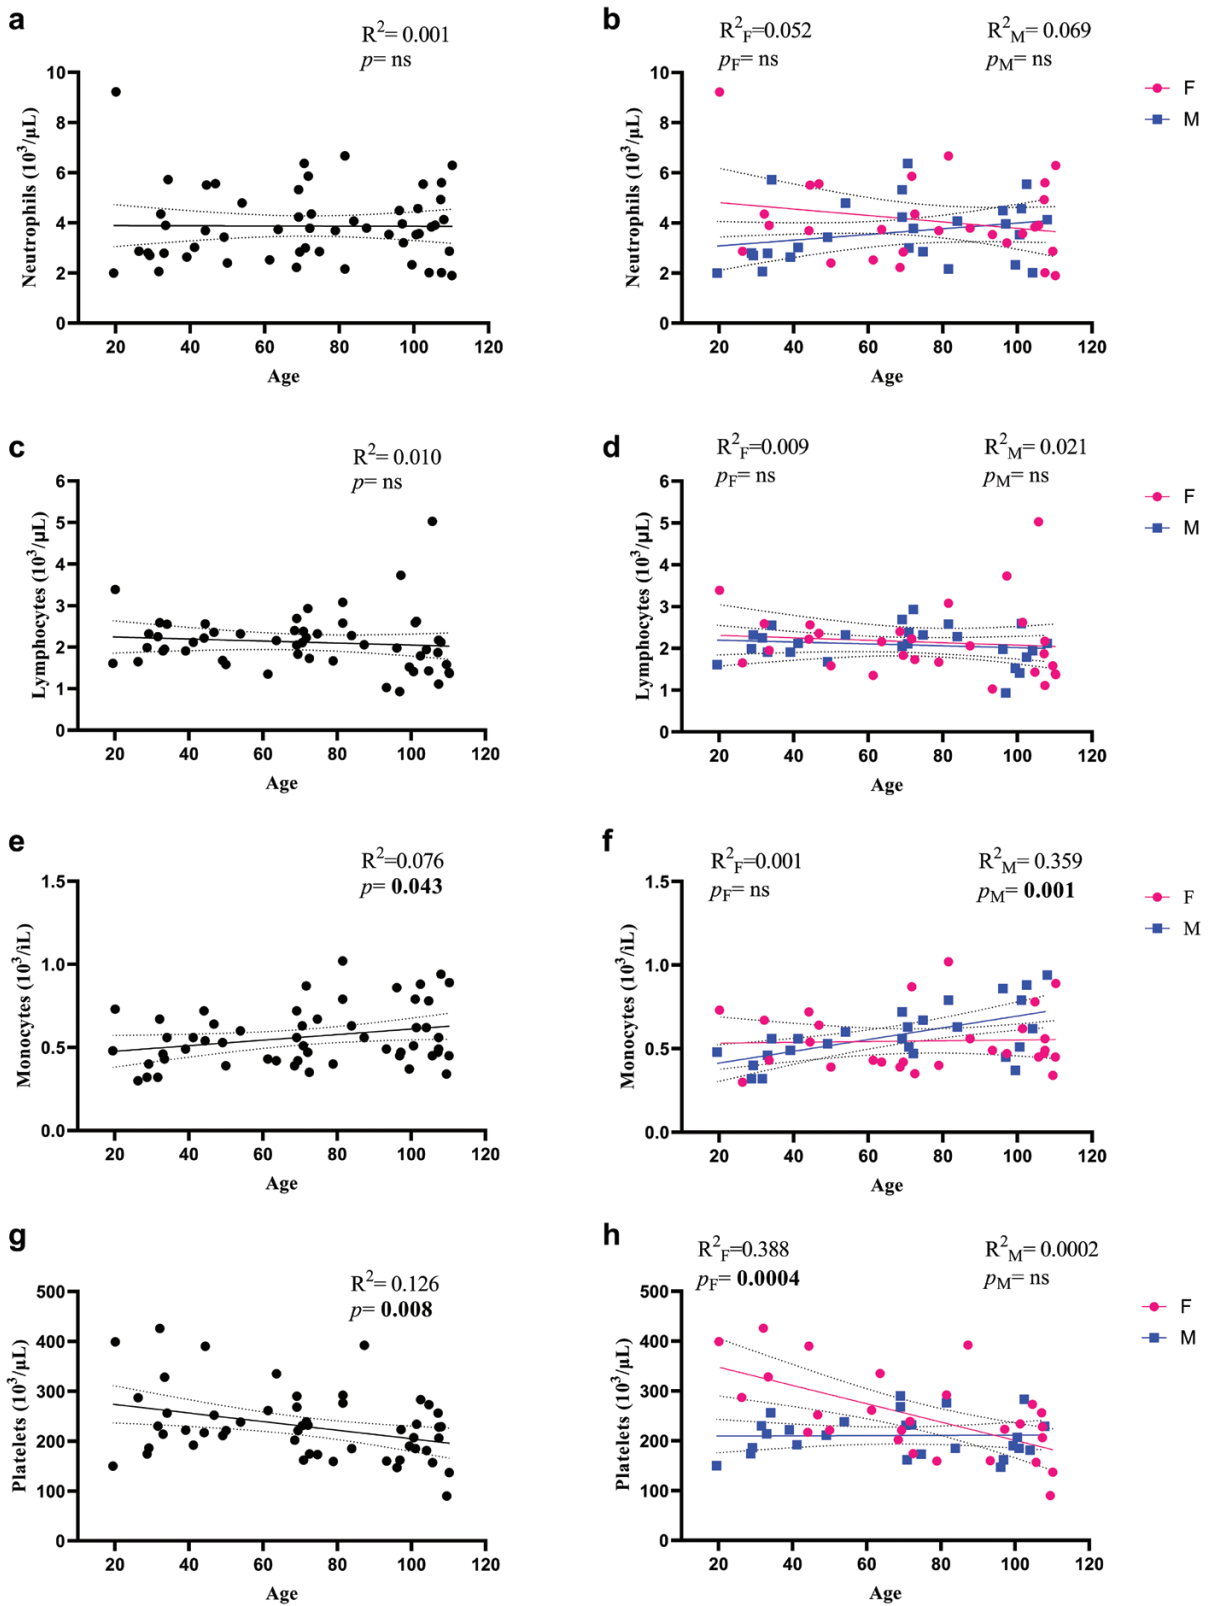 a
R²= 0.001
p= ns
Neutrophils (10³/µL)
10
8
6
4
2
0
20 40 60 80 100 120
Age
b
R²F=0.052
pF= ns
R²M= 0.069
pM= ns
Neutrophils (10³/µL)
10
8
6
4
2
0
20 40 60 80 100 120
Age
F
M
c
R²= 0.010
p= ns
Lymphocytes (10³/µL)
6
5
4
3
2
1
0
20 40 60 80 100 120
Age
d
R²F=0.009
pF= ns
R²M= 0.021
pM= ns
Lymphocytes (10³/µL)
6
5
4
3
2
1
0
20 40 60 80 100 120
Age
F
M
e
R²=0.076
p= 0.043
Monocytes (10³/iL)
1.5
1.0
0.5
0.0
20 40 60 80 100 120
Age
f
R²F=0.001
pF= ns
R²M= 0.359
pM= 0.001
Monocytes (10³/iL)
1.5
1.0
0.5
0.0
20 40 60 80 100 120
Age
F
M
g
R²= 0.126
p= 0.008
Platelets (10³/µL)
500
400
300
200
100
0
20 40 60 80 100 120
Age
h
R²F=0.388
pF= 0.0004
R²M= 0.0002
pM= ns
Platelets (10³/µL)
500
400
300
200
100
0
20 40 60 80 100 120
Age
F
M